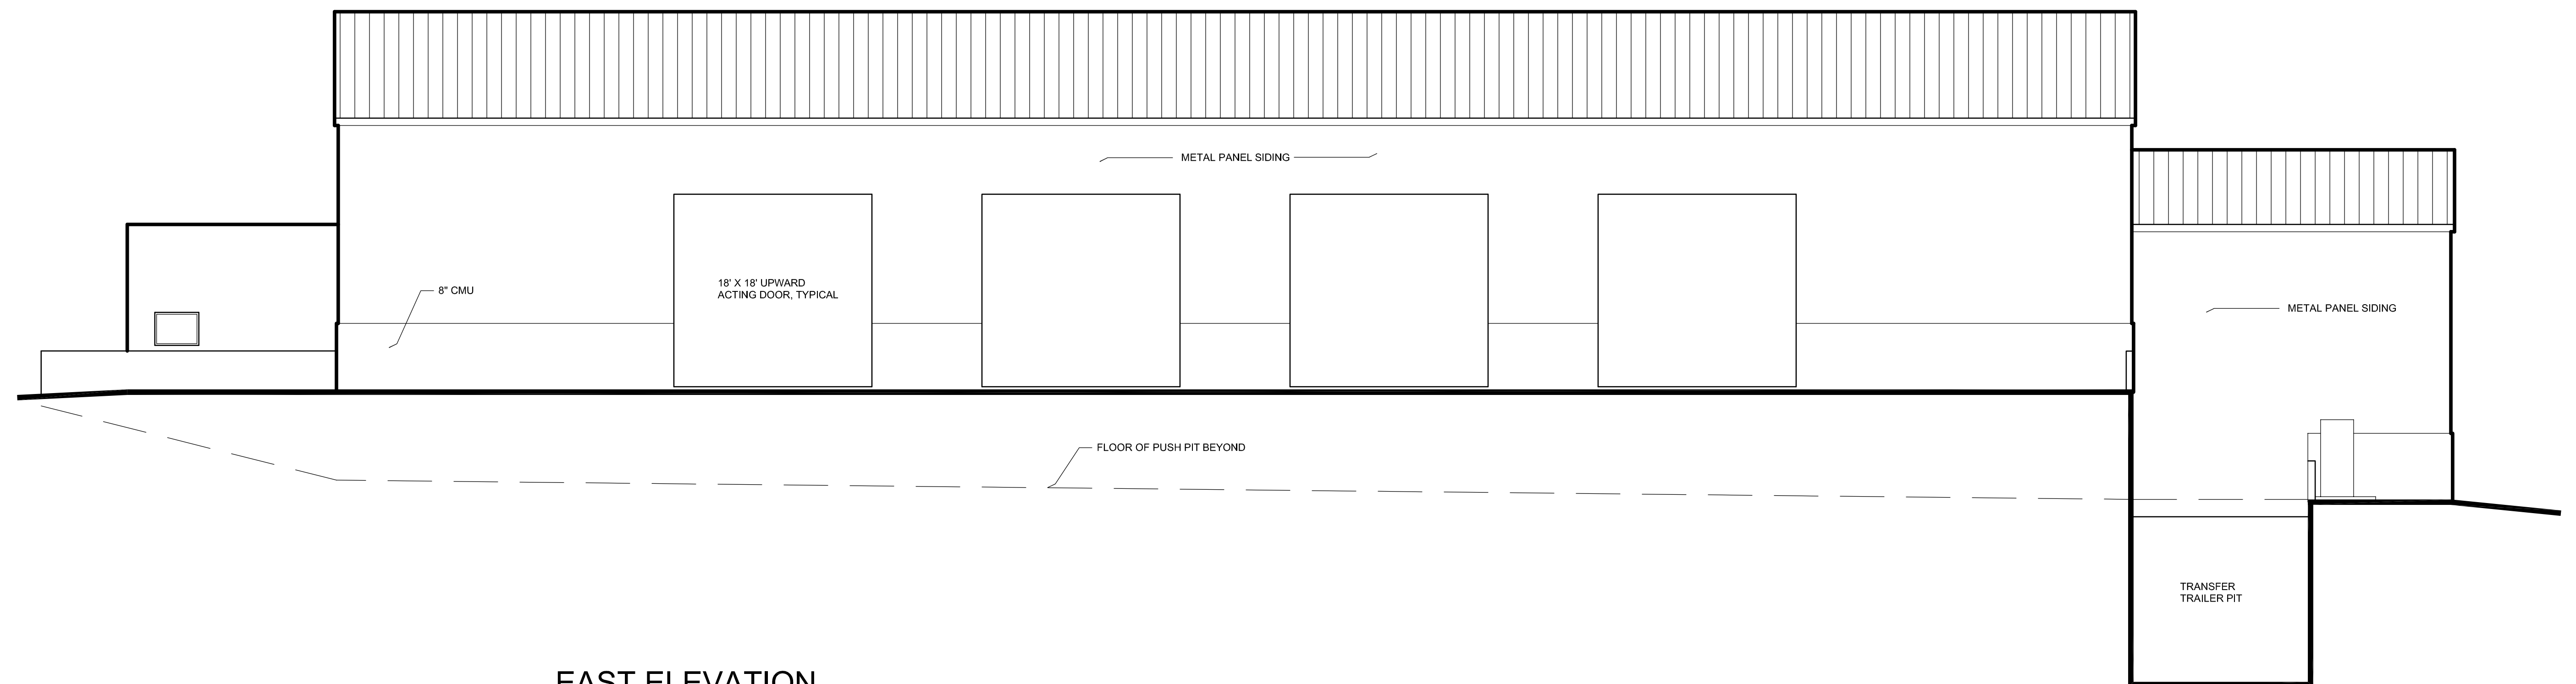 METAL PANEL SIDING
18' X 18' UPWARD
ACTING DOOR, TYPICAL
8" CMU
METAL PANEL SIDING
FLOOR OF PUSH PIT BEYOND
TRANSFER
TRAILER PIT
EAST ELEVATION